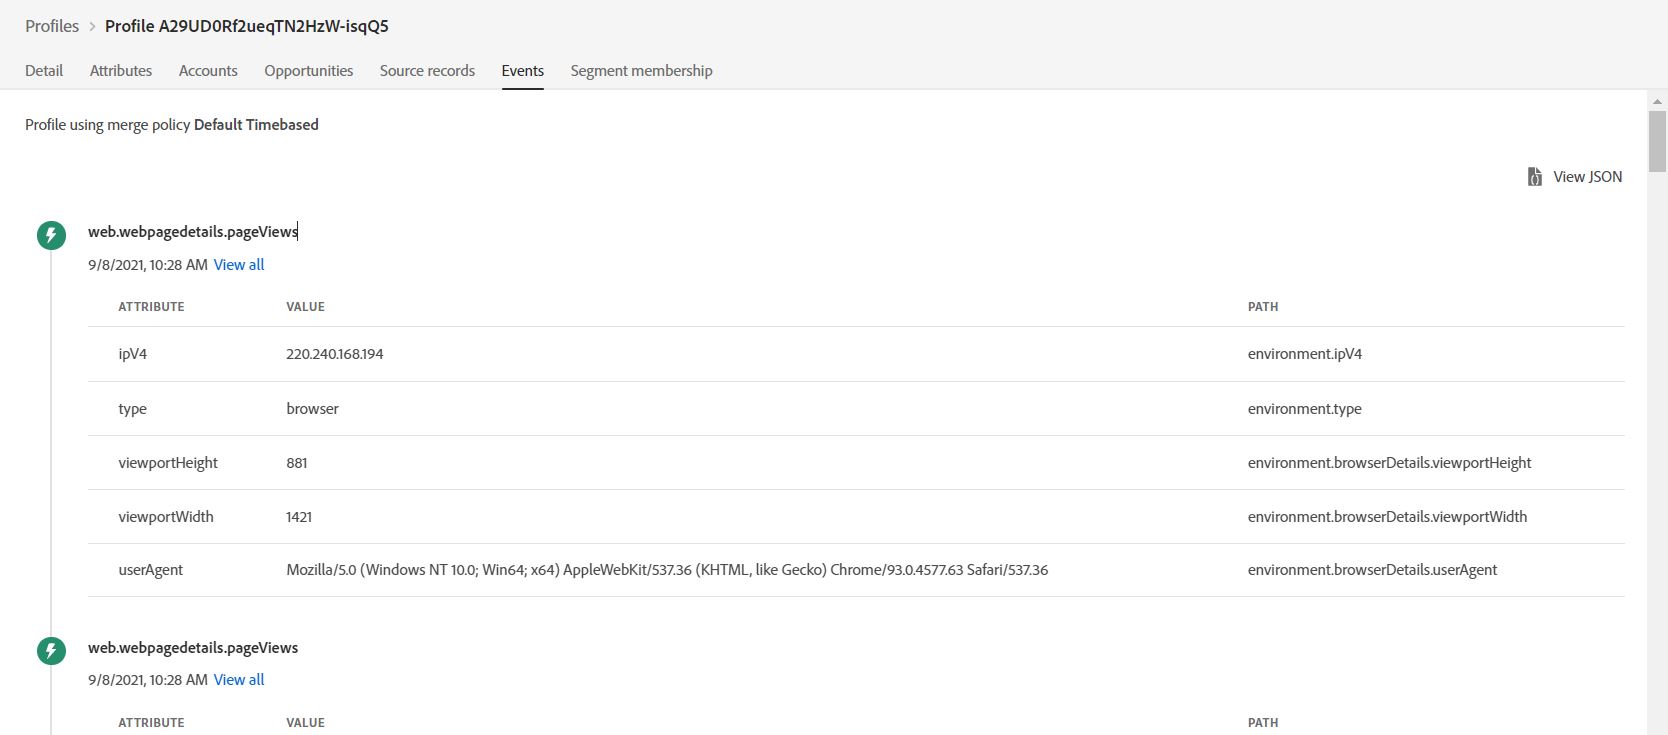 Profiles > Profile A29UD0Rf2ueqTN2HzW-isqQ5
Detail Attributes Accounts Opportunities Source records Events Segment membership
Profile using merge policy Default Timebased
View JSON
web.webpagedetails.pageViews
9/8/2021, 10:28 AM View all
ATTRIBUTE VALUE PATH
ipV4 220.240.168.194 environment.ipV4
type browser environment.type
viewportHeight 881 environment.browserDetails.viewportHeight
viewportWidth 1421 environment.browserDetails.viewportWidth
userAgent Mozilla/5.0 (Windows NT 10.0; Win64; x64) AppleWebKit/537.36 (KHTML, like Gecko) Chrome/93.0.4577.63 Safari/537.36 environment.browserDetails.userAgent
web.webpagedetails.pageViews
9/8/2021, 10:28 AM View all
ATTRIBUTE VALUE PATH